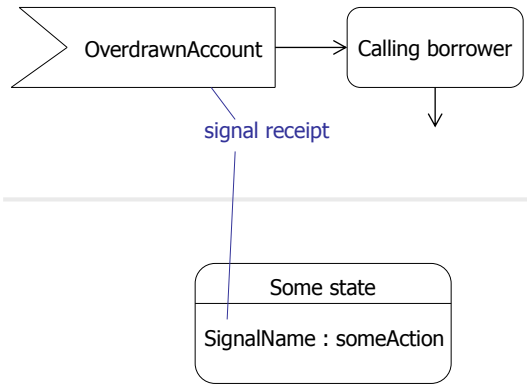 OverdrawnAccount
Calling borrower
signal receipt
Some state
SignalName : someAction